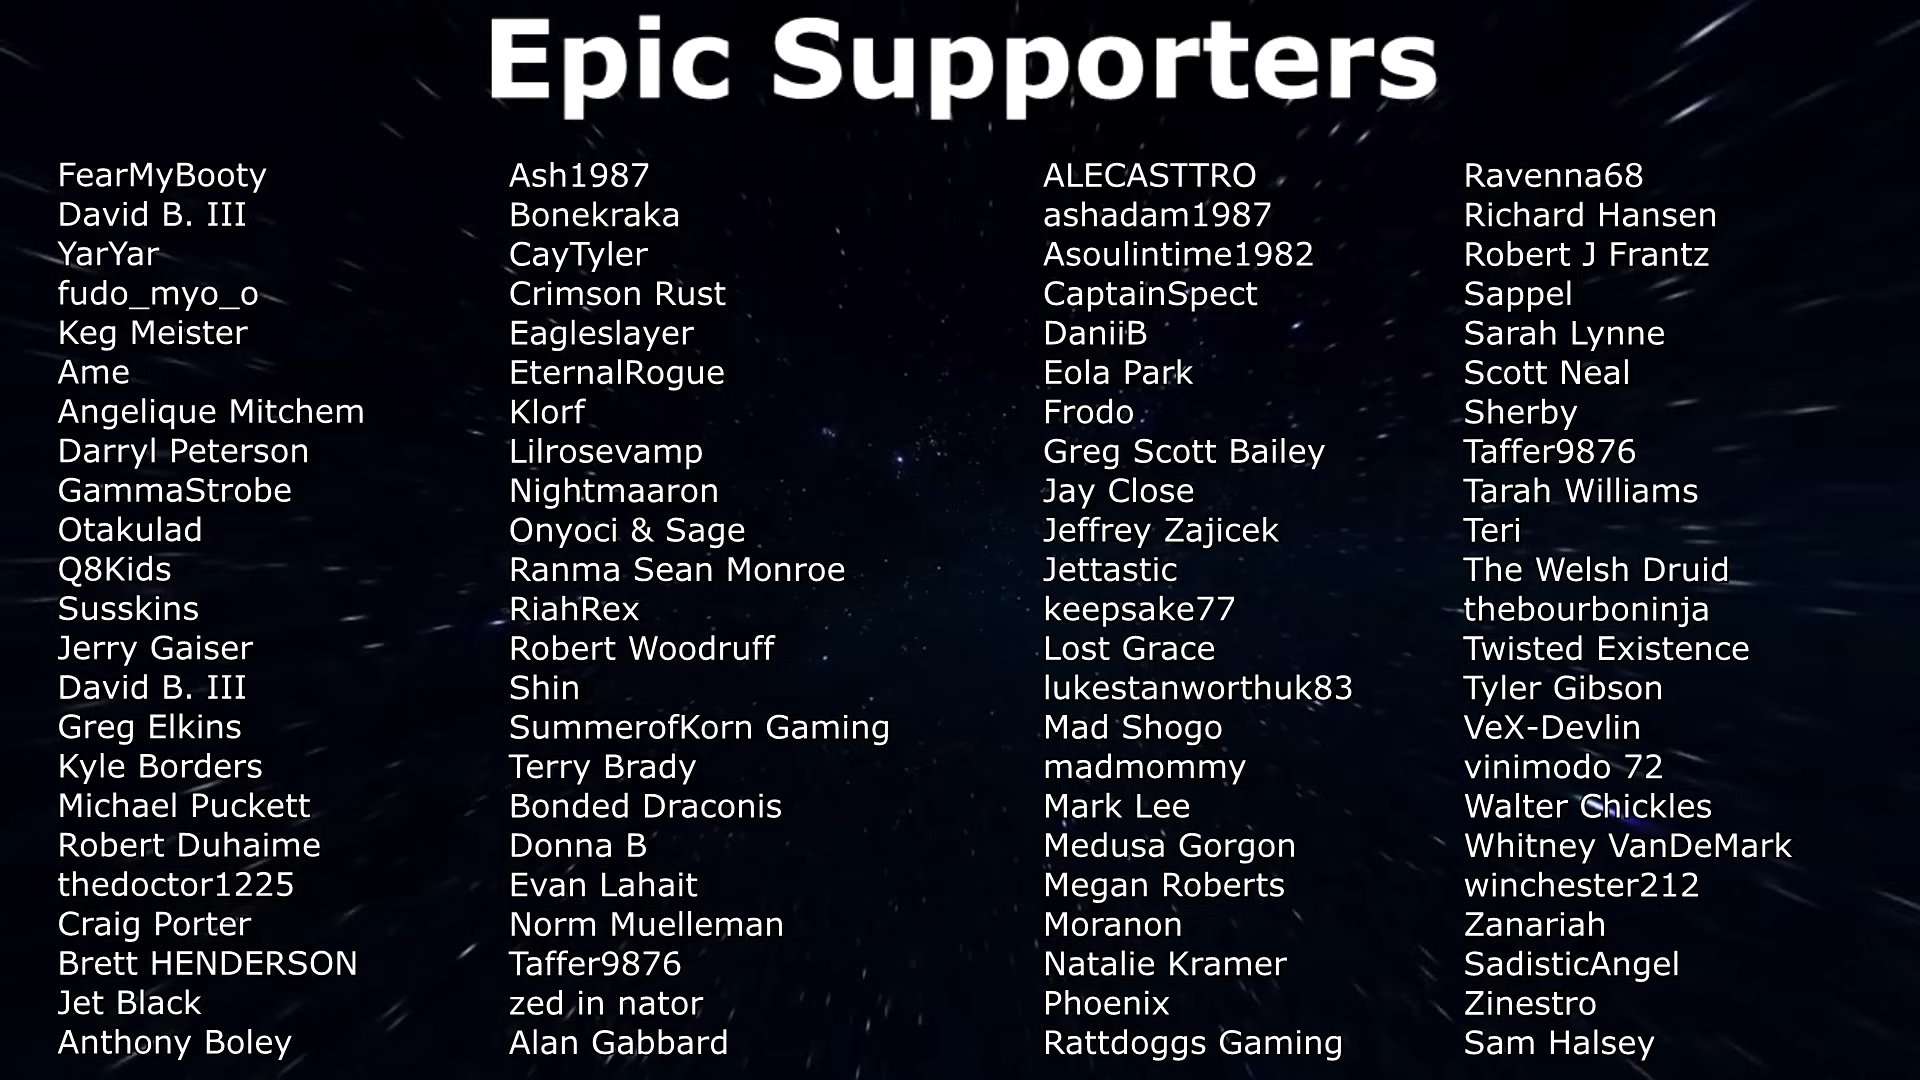 Epic Supporters
FearMyBooty
David B. III
YarYar
fudo_myo_o
Keg Meister
Ame
Angelique Mitchem
Darryl Peterson
GammaStrobe
Otakulad
Q8Kids
Susskins
Jerry Gaiser
David B. III
Greg Elkins
Kyle Borders
Michael Puckett
Robert Duhaime
thedoctor1225
Craig Porter
Brett HENDERSON
Jet Black
Anthony Boley
Ash1987
Bonekraka
CayTyler
Crimson Rust
Eagleslayer
EternalRogue
Klorf
Lilrosevamp
Nightmaaron
Onyoci & Sage
Ranma Sean Monroe
RiahRex
Robert Woodruff
Shin
SummerofKorn Gaming
Terry Brady
Bonded Draconis
Donna B
Evan Lahait
Norm Muelleman
Taffer9876
zed in nator
Alan Gabbard
ALECASTTRO
ashadam1987
Asoulintime1982
CaptainSpect
DaniiB
Eola Park
Frodo
Greg Scott Bailey
Jay Close
Jeffrey Zajicek
Jettastic
keepsake77
Lost Grace
lukestanworthuk83
Mad Shogo
madmommy
Mark Lee
Medusa Gorgon
Megan Roberts
Moranon
Natalie Kramer
Phoenix
Rattdoggs Gaming
Ravenna68
Richard Hansen
Robert J Frantz
Sappel
Sarah Lynne
Scott Neal
Sherby
Taffer9876
Tarah Williams
Teri
The Welsh Druid
thebourboninja
Twisted Existence
Tyler Gibson
VeX-Devlin
vinimodo 72
Walter Chickles
Whitney VanDeMark
winchester212
Zanariah
SadisticAngel
Zinestro
Sam Halsey